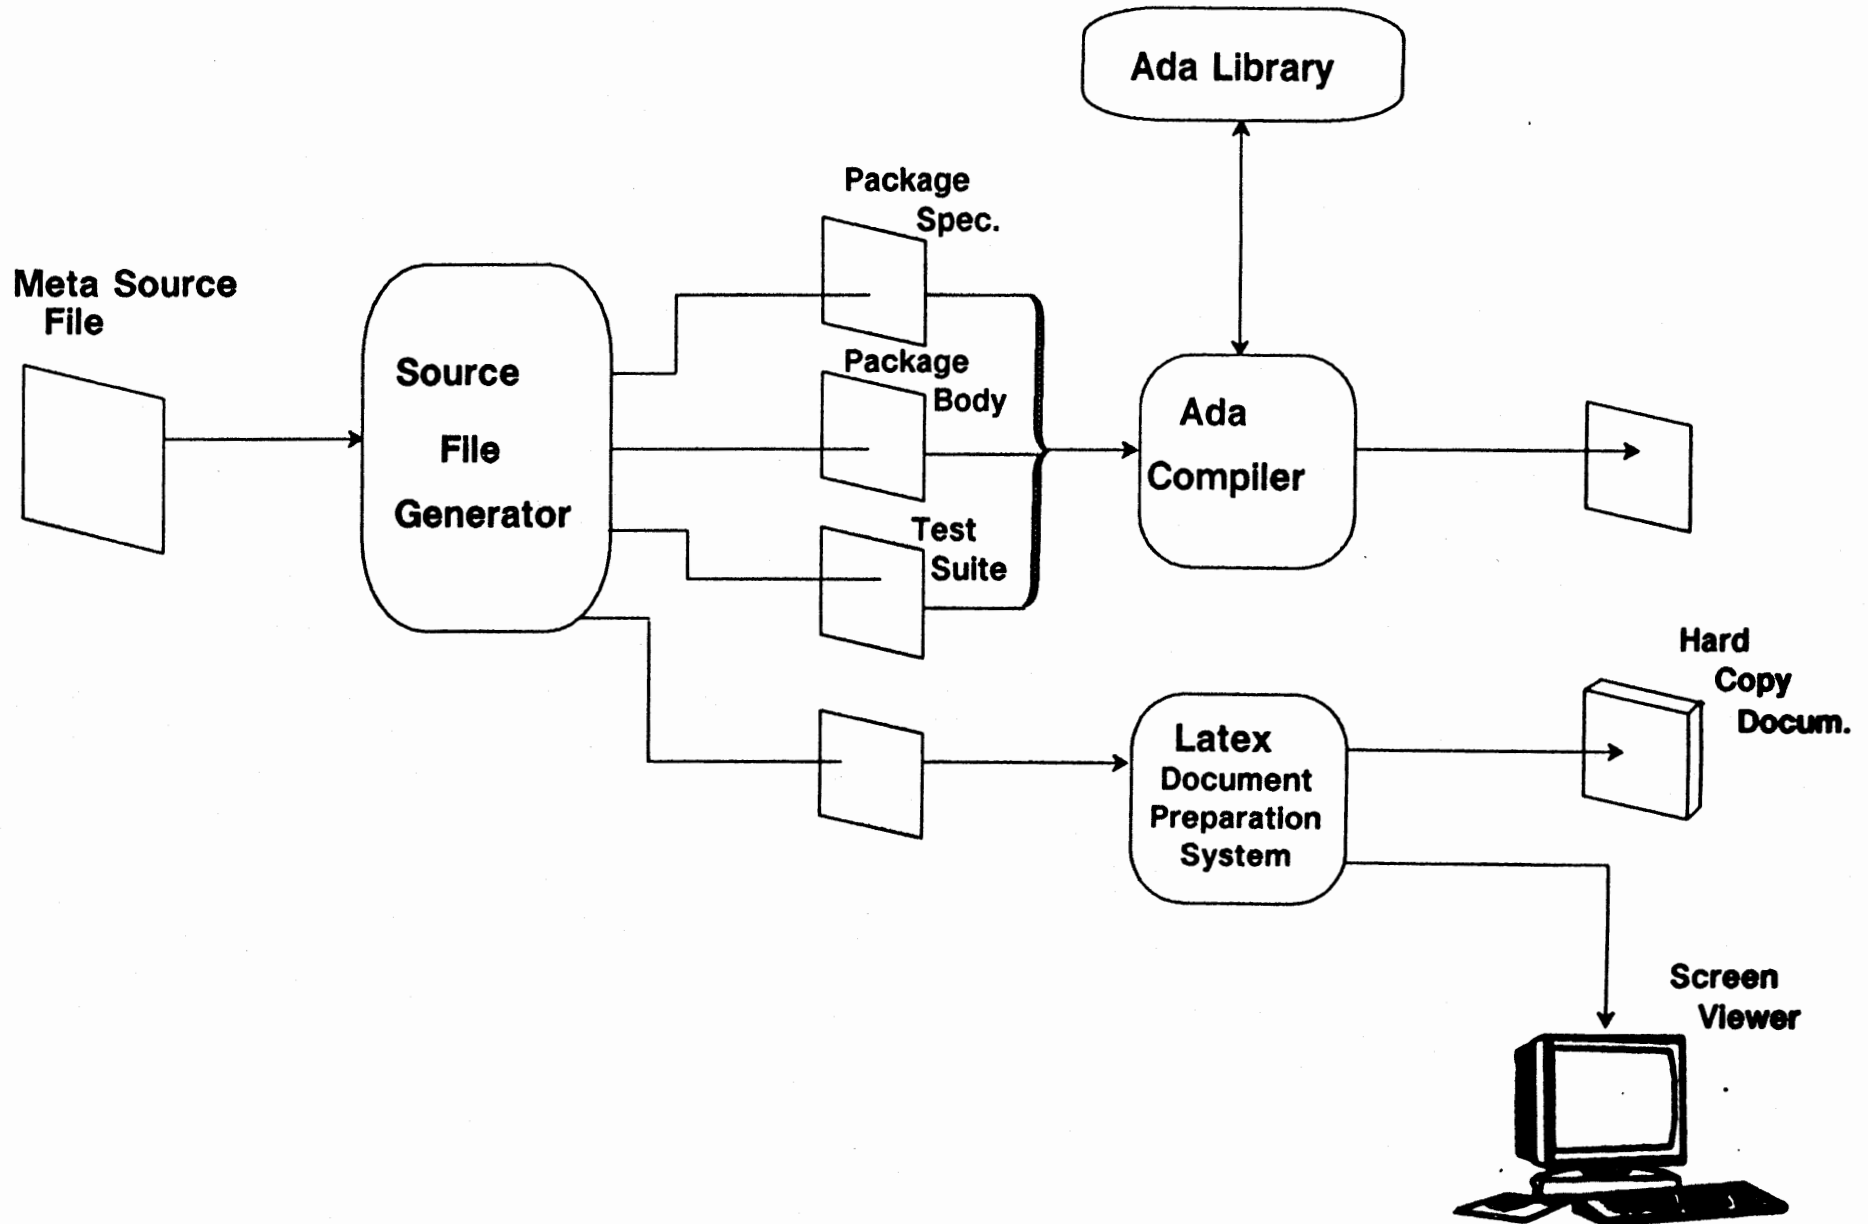 Ada Library
Package
Spec.
Meta Source
File
Source
File
Generator
Package
Body
Ada
Compiler
Test
Suite
Hard
Copy
Docum.
Latex
Document
Preparation
System
Screen
Viewer